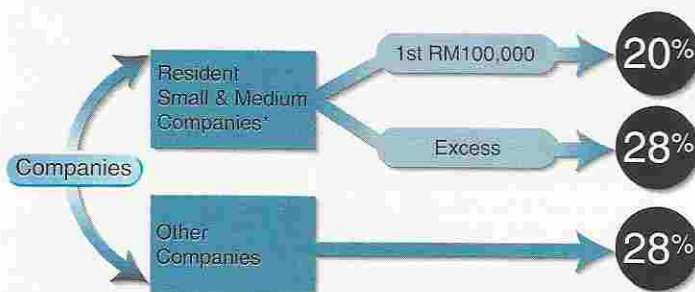 Companies
Resident
Small & Medium
Companies*
1st RM100,000
20%
Excess
28%
Other
Companies
28%